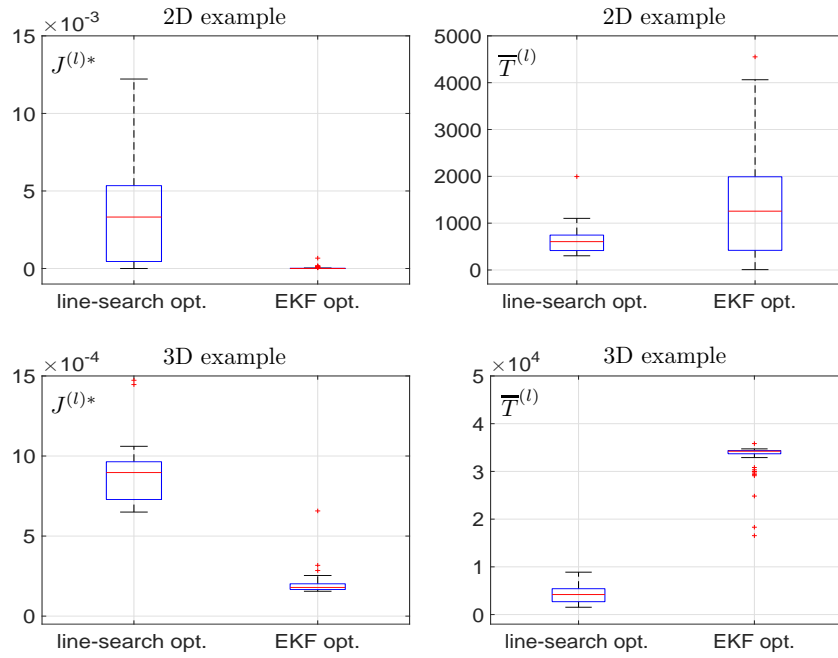 2D example
×10⁻³
15
10
5
0
J⁽ˡ⁾*
line-search opt.
EKF opt.
2D example
5000
4000
3000
2000
1000
0
T̅⁽ˡ⁾
line-search opt.
EKF opt.
3D example
×10⁻⁴
15
10
5
0
J⁽ˡ⁾*
line-search opt.
EKF opt.
3D example
×10⁴
5
4
3
2
1
0
T̅⁽ˡ⁾
line-search opt.
EKF opt.